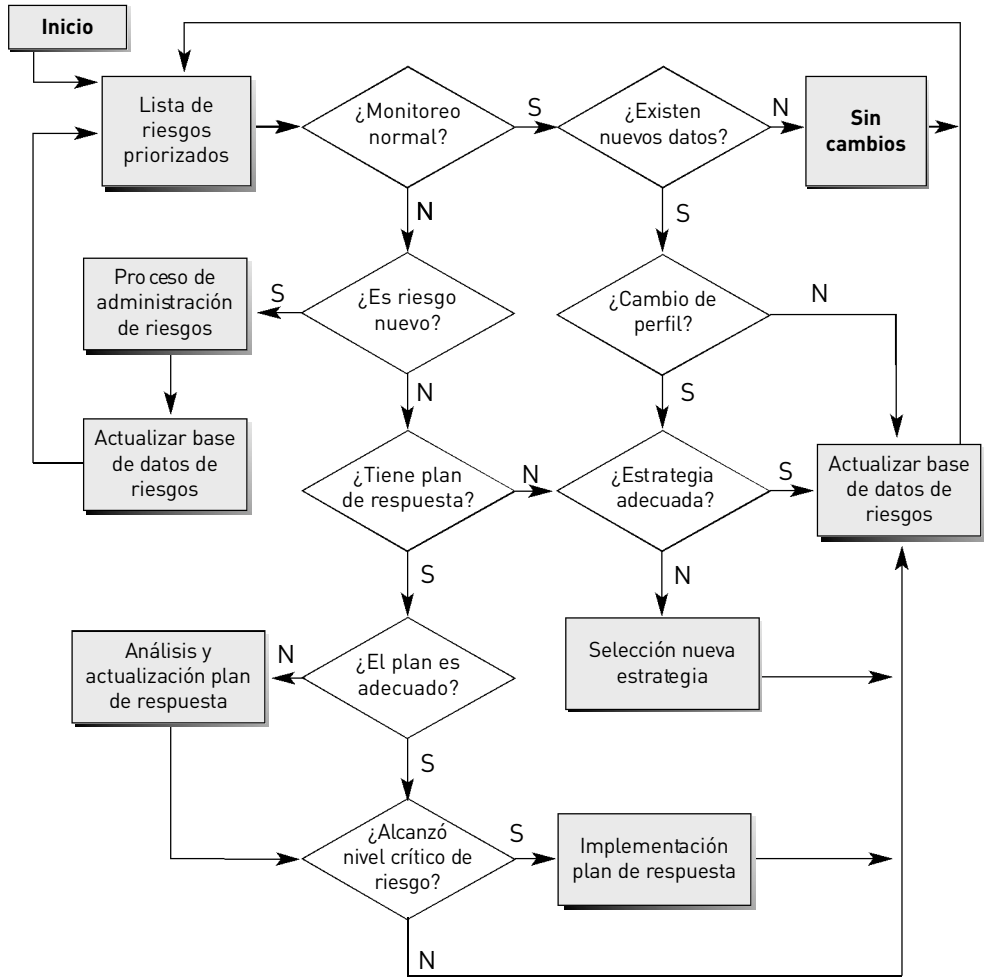 Inicio
Lista de
riesgos
priorizados
¿Monitoreo
normal?
S
¿Existen
nuevos datos?
N
Sin
cambios
N
S
Proceso de
administración
de riesgos
S
¿Es riesgo
nuevo?
¿Cambio de
perfil?
N
N
S
Actualizar base
de datos de
riesgos
¿Tiene plan
de respuesta?
N
¿Estrategia
adecuada?
S
Actualizar base
de datos de
riesgos
S
N
Análisis y
actualización plan
de respuesta
N
¿El plan es
adecuado?
Selección nueva
estrategia
S
¿Alcanzó
nivel crítico de
riesgo?
S
Implementación
plan de respuesta
N